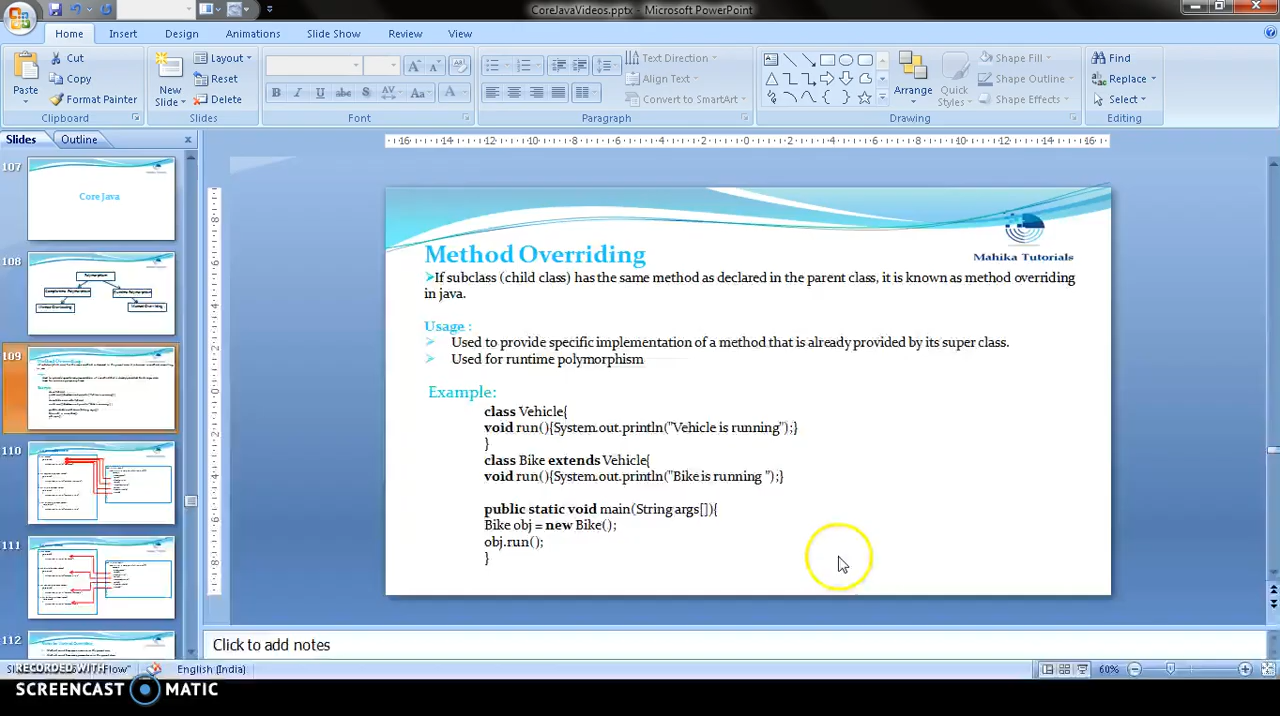 CoreJavaVideos.pptx - Microsoft PowerPoint
Home Insert Design Animations Slide Show Review View
Cut Layout Text Direction Shape Fill Find
Copy Reset Align Text Shape Outline Replace
Paste Format Painter New Slide Delete Convert to SmartArt Arrange Quick Styles Shape Effects Select
Clipboard Slides Font Paragraph Drawing Editing
Slides Outline
107
Core Java
108
109
110
111
112
Mahika Tutorials
Method Overriding
If subclass (child class) has the same method as declared in the parent class, it is known as method overriding
in java.
Usage :
Used to provide specific implementation of a method that is already provided by its super class.
Used for runtime polymorphism
Example:
class Vehicle{
void run(){System.out.println("Vehicle is running");}
}
class Bike extends Vehicle{
void run(){System.out.println("Bike is running ");}
public static void main(String args[]){
Bike obj = new Bike();
obj.run();
}
Click to add notes
English (India) 60%
RECORDED WITH
SCREENCAST MATIC